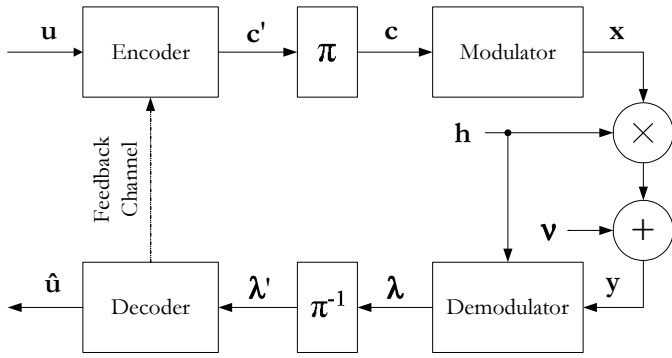 u
Encoder
c'
π
c
Modulator
x
×
h
Feedback
Channel
ν
+
y
û
Decoder
λ'
π⁻¹
λ
Demodulator